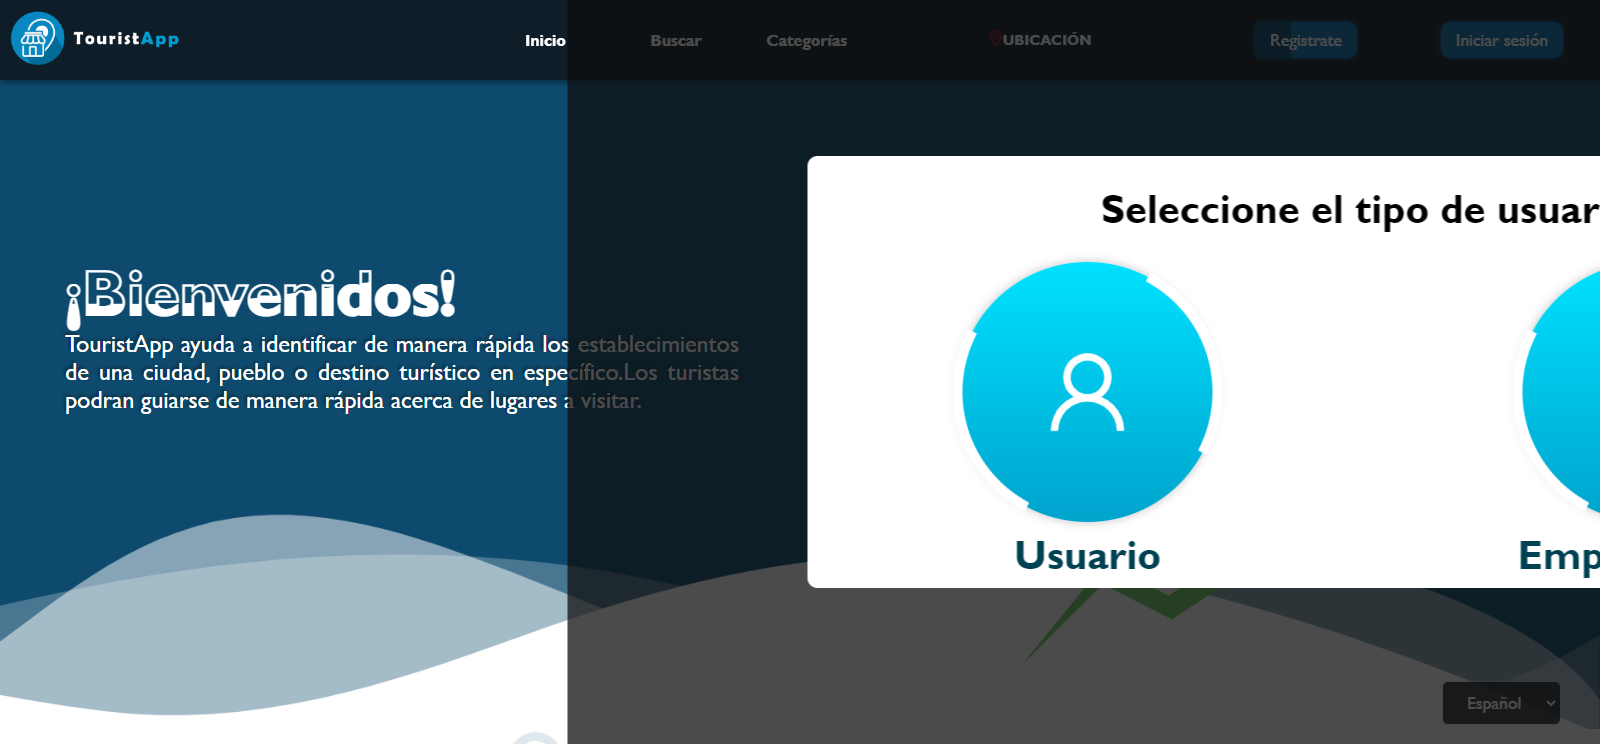 TouristApp
Inicio
Buscar
Categorías
UBICACIÓN
Registrate
Iniciar sesión
Seleccione el tipo de usuar
¡Bienvenidos!
TouristApp ayuda a identificar de manera rápida los establecimientos
de una ciudad, pueblo o destino turístico en específico.Los turistas
podran guiarse de manera rápida acerca de lugares a visitar.
Usuario
Emp
Español